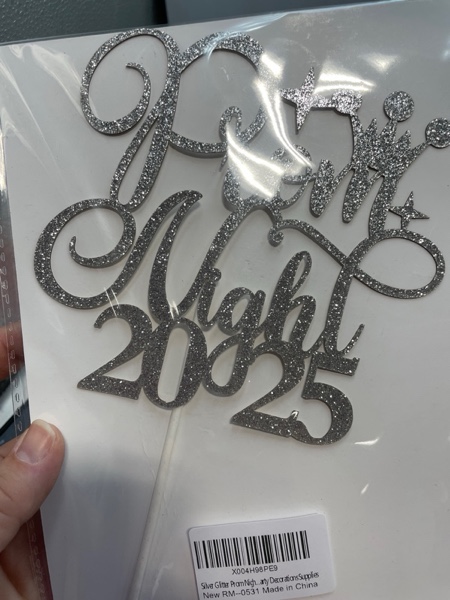 Prom
Night
2025
X004H98PE9
Silver Glitter Prom Nigh...arty Decorations Supplies
New RM--0531 Made in China